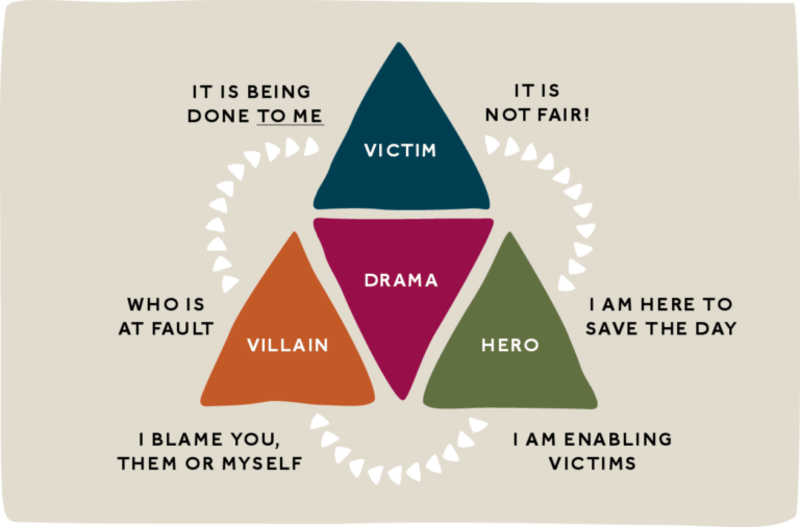 IT IS BEING
DONE TO ME
IT IS
NOT FAIR!
VICTIM
DRAMA
WHO IS
AT FAULT
I AM HERE TO
SAVE THE DAY
VILLAIN
HERO
I BLAME YOU,
THEM OR MYSELF
I AM ENABLING
VICTIMS